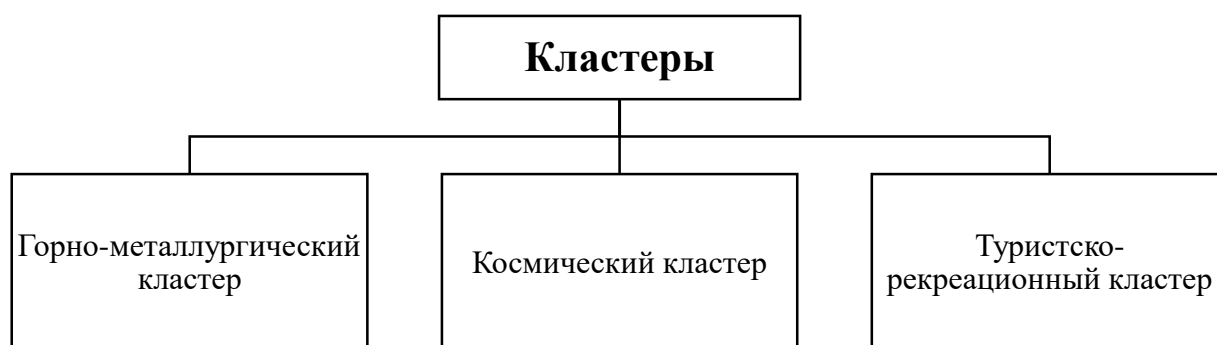 Кластеры
Горно-металлургический
кластер
Космический кластер
Туристско-
рекреационный кластер